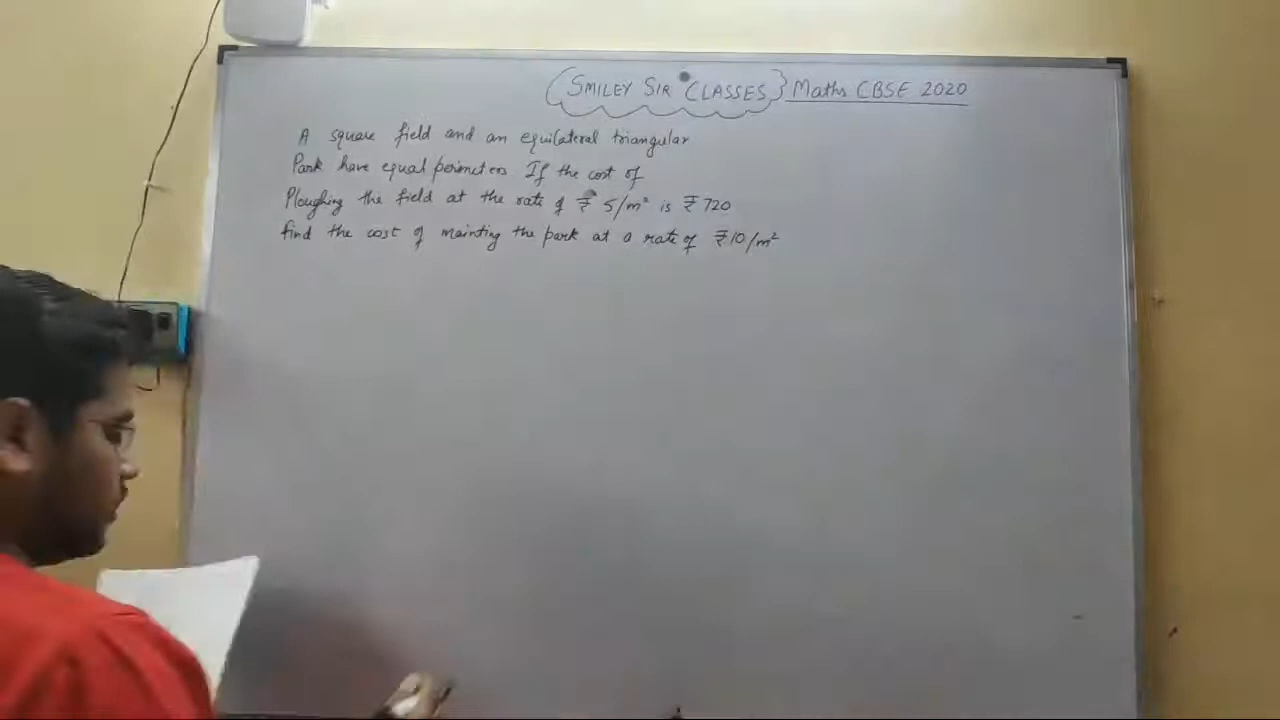 SMILEY SIR CLASSES Maths CBSE 2020
A square field and an equilateral triangular
Park have equal perimeters If the cost of
Ploughing the field at the rate of ₹ 5/m² is ₹720
find the cost of mainting the park at a rate of ₹10/m²